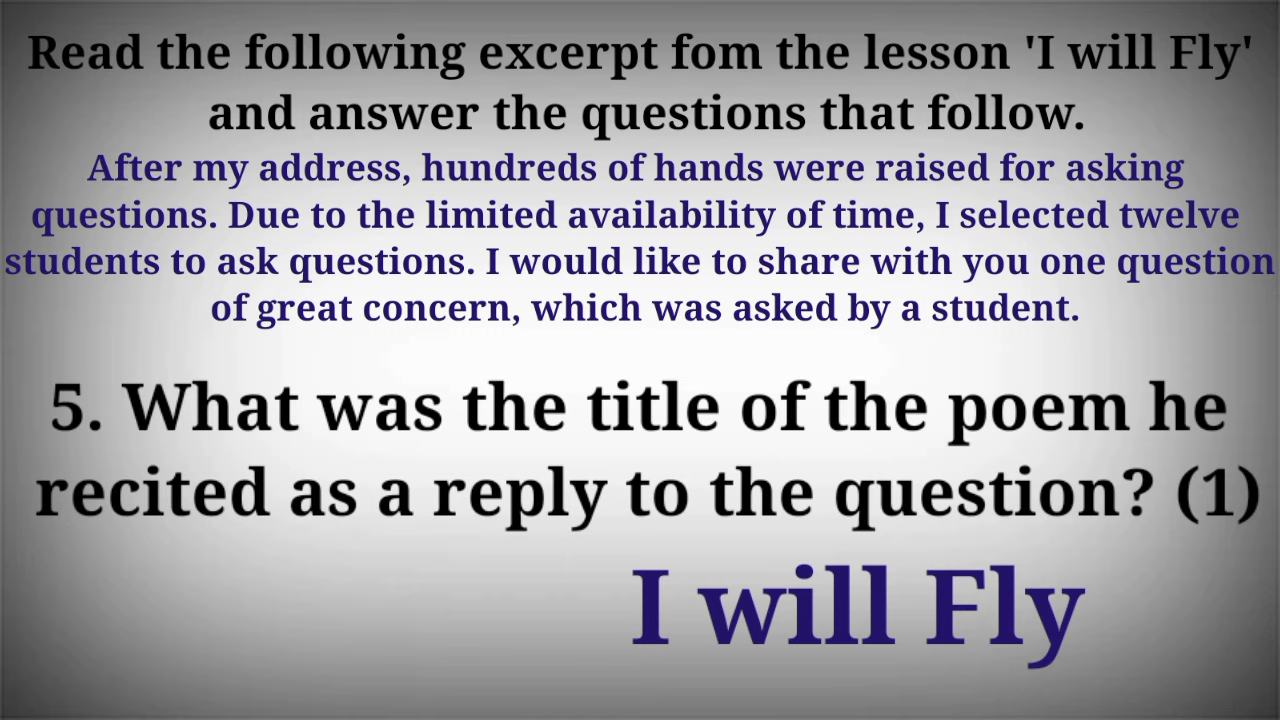 Read the following excerpt fom the lesson 'I will Fly'
and answer the questions that follow.
After my address, hundreds of hands were raised for asking
questions. Due to the limited availability of time, I selected twelve
students to ask questions. I would like to share with you one question
of great concern, which was asked by a student.
5. What was the title of the poem he
recited as a reply to the question? (1)
I will Fly